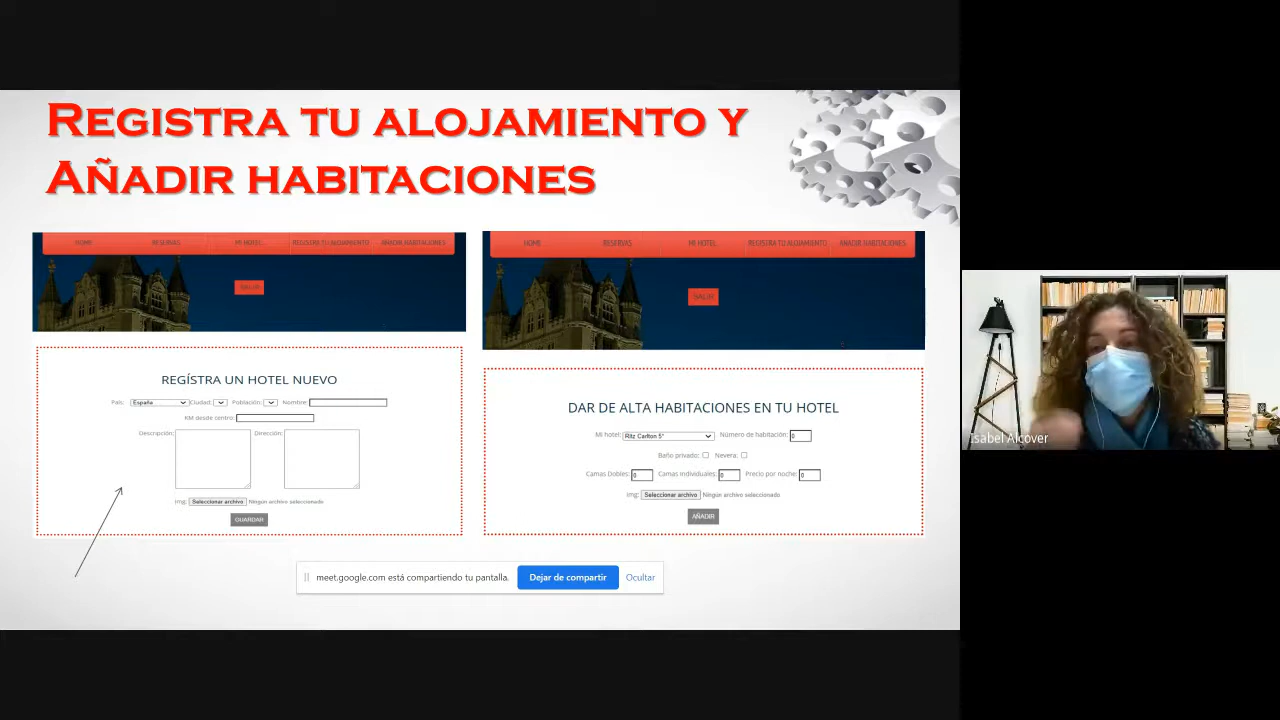 REGISTRA TU ALOJAMIENTO Y
AÑADIR HABITACIONES
HOME RESERVAS MI HOTEL REGISTRA TU ALOJAMIENTO AÑADIR HABITACIONES
SALIR
REGÍSTRA UN HOTEL NUEVO
País: España Ciudad: Población: Nombre:
KM desde centro:
Descripción: Dirección:
Img: Seleccionar archivo Ningún archivo seleccionado
GUARDAR
HOME RESERVAS MI HOTEL REGISTRA TU ALOJAMIENTO AÑADIR HABITACIONES
SALIR
DAR DE ALTA HABITACIONES EN TU HOTEL
Mi hotel: Ritz Carlton 5* Número de habitación: 0
Baño privado: Nevera:
Camas Dobles: 0 Camas individuales: 0 Precio por noche: 0
Img: Seleccionar archivo Ningún archivo seleccionado
AÑADIR
meet.google.com está compartiendo tu pantalla. Dejar de compartir Ocultar
Isabel Alcover